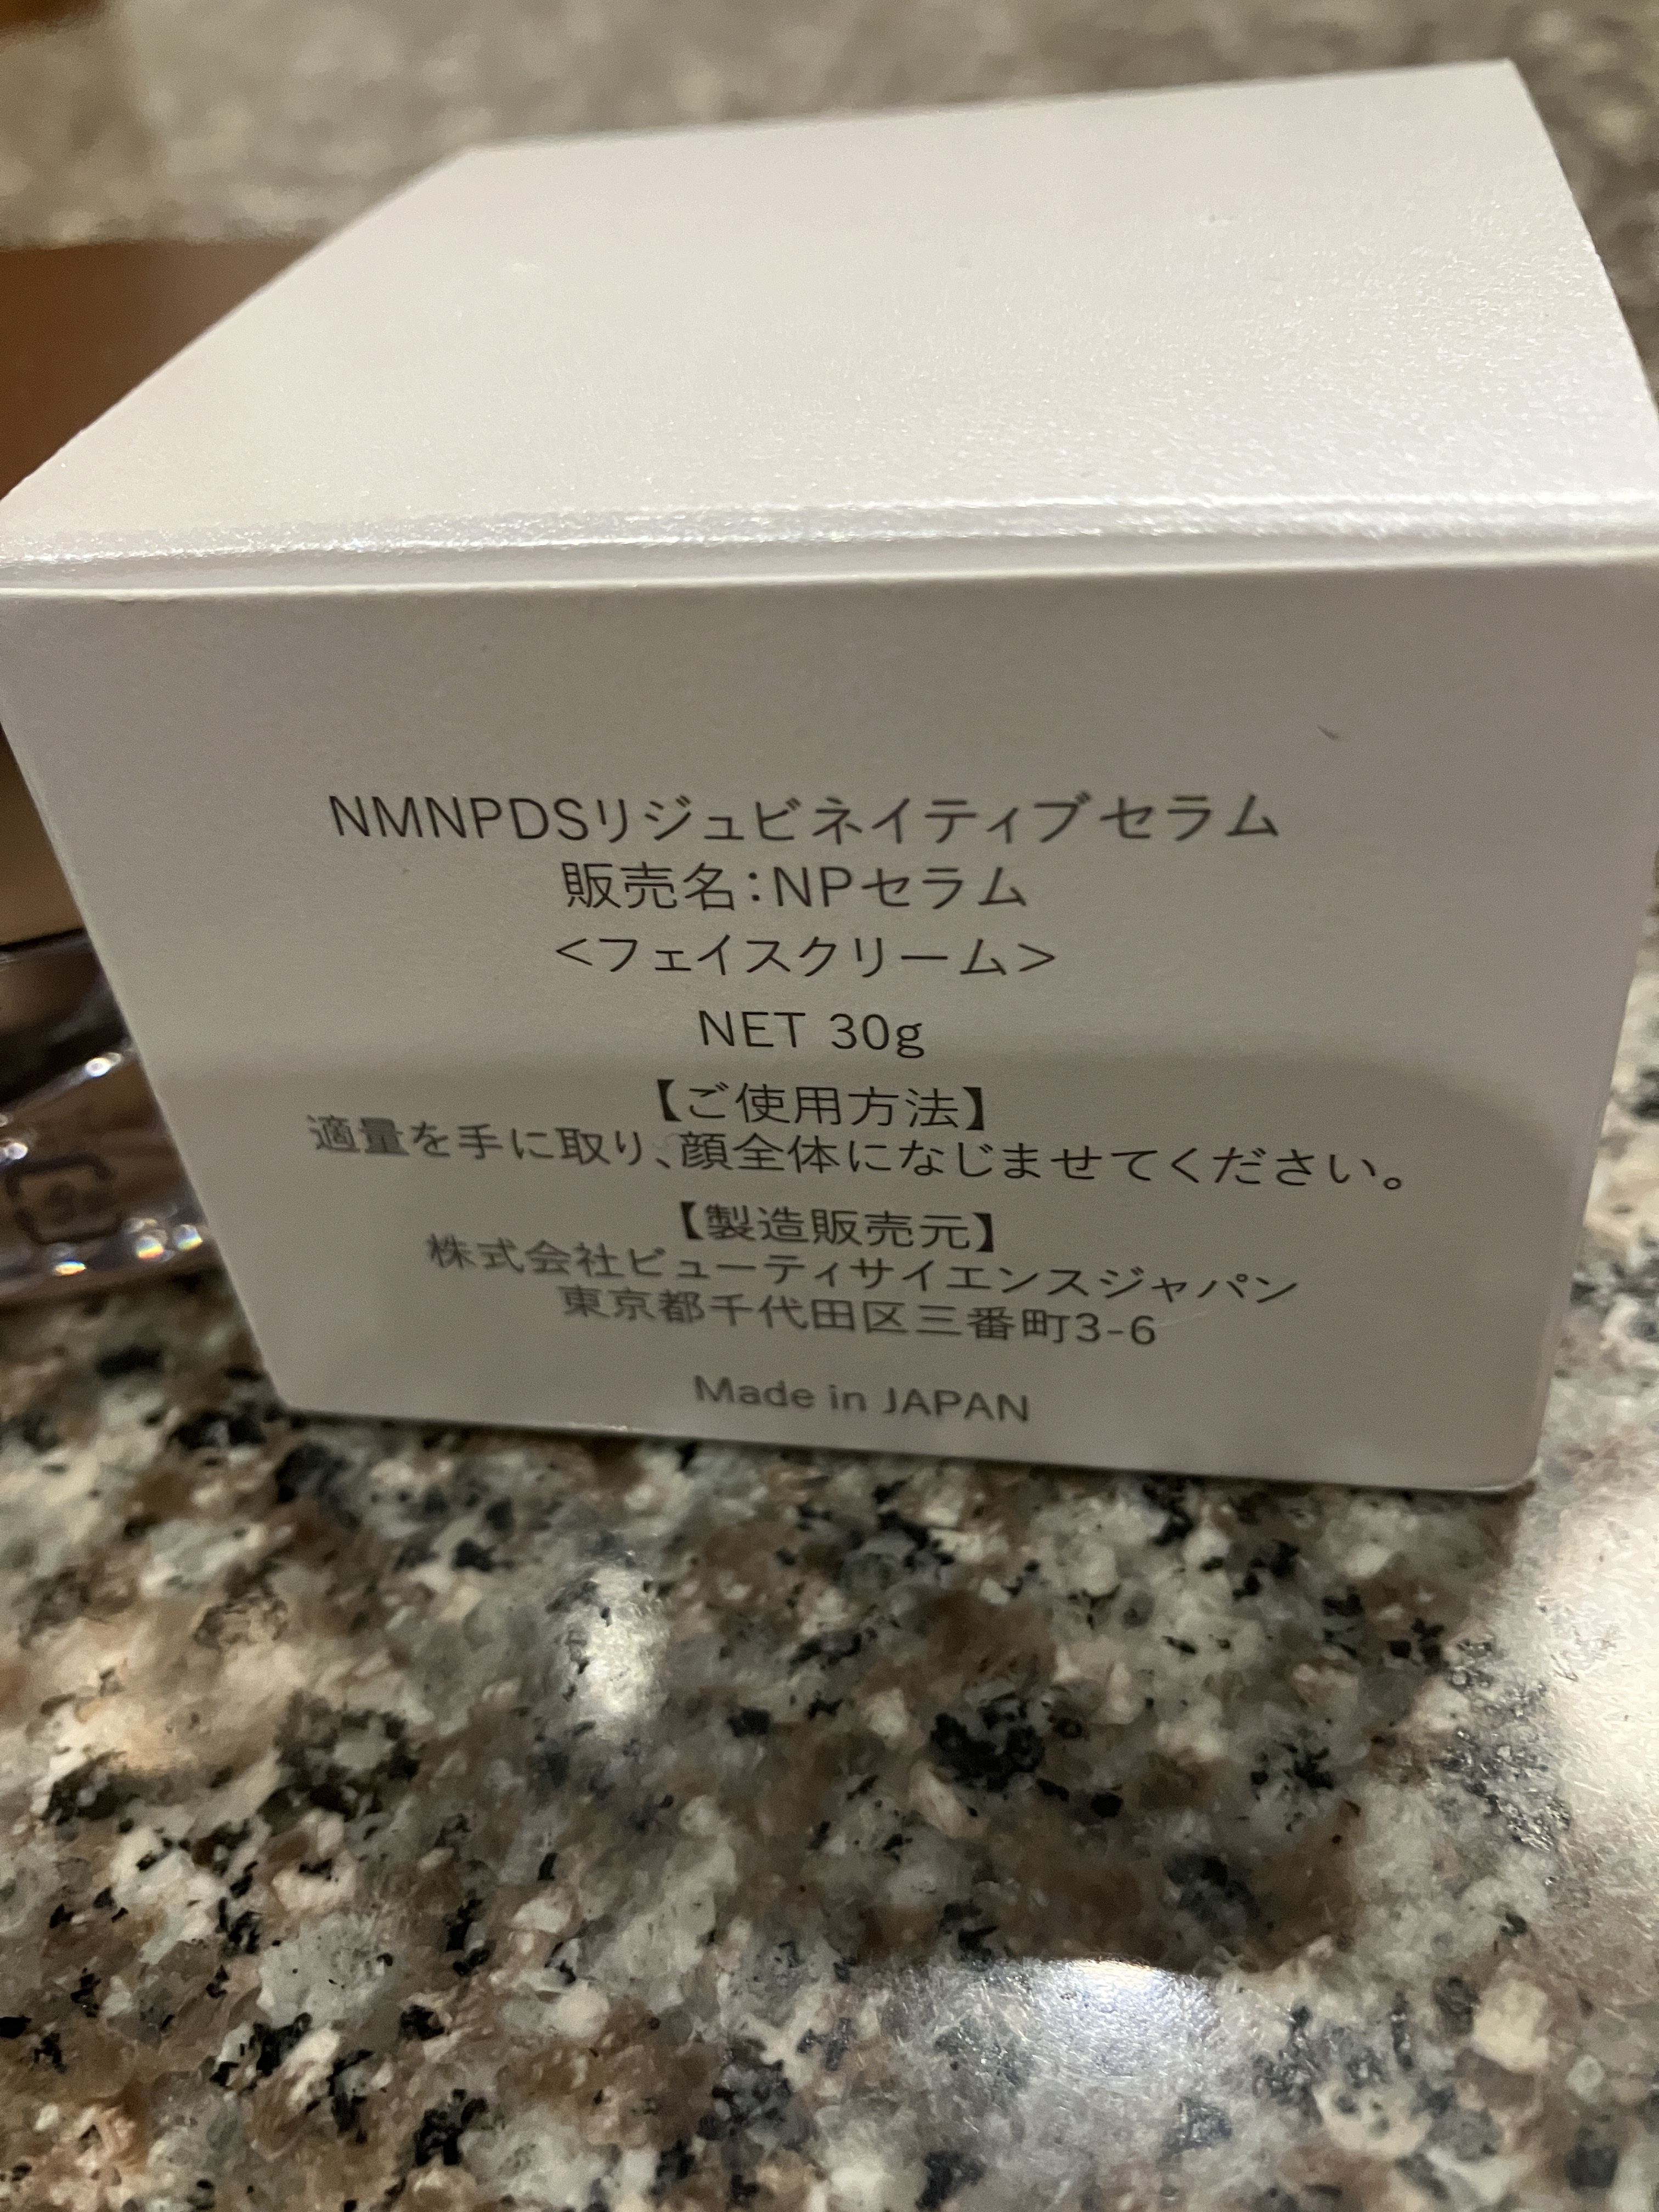 NMNPDSリジュビネイティブセラム
販売名：NPセラム
＜フェイスクリーム＞
NET 30g
【ご使用方法】
適量を手に取り、顔全体になじませてください。
【製造販売元】
株式会社ビューティサイエンスジャパン
東京都千代田区三番町3-6
Made in JAPAN